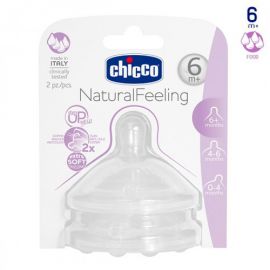 6
m+
FOOD
made in
ITALY
clinically
tested
2 pz./pcs.
chicco
6
m+
NaturalFeeling
0%
BPA
2x
extra
SOFT
6+
months
4-6
months
0-4
months